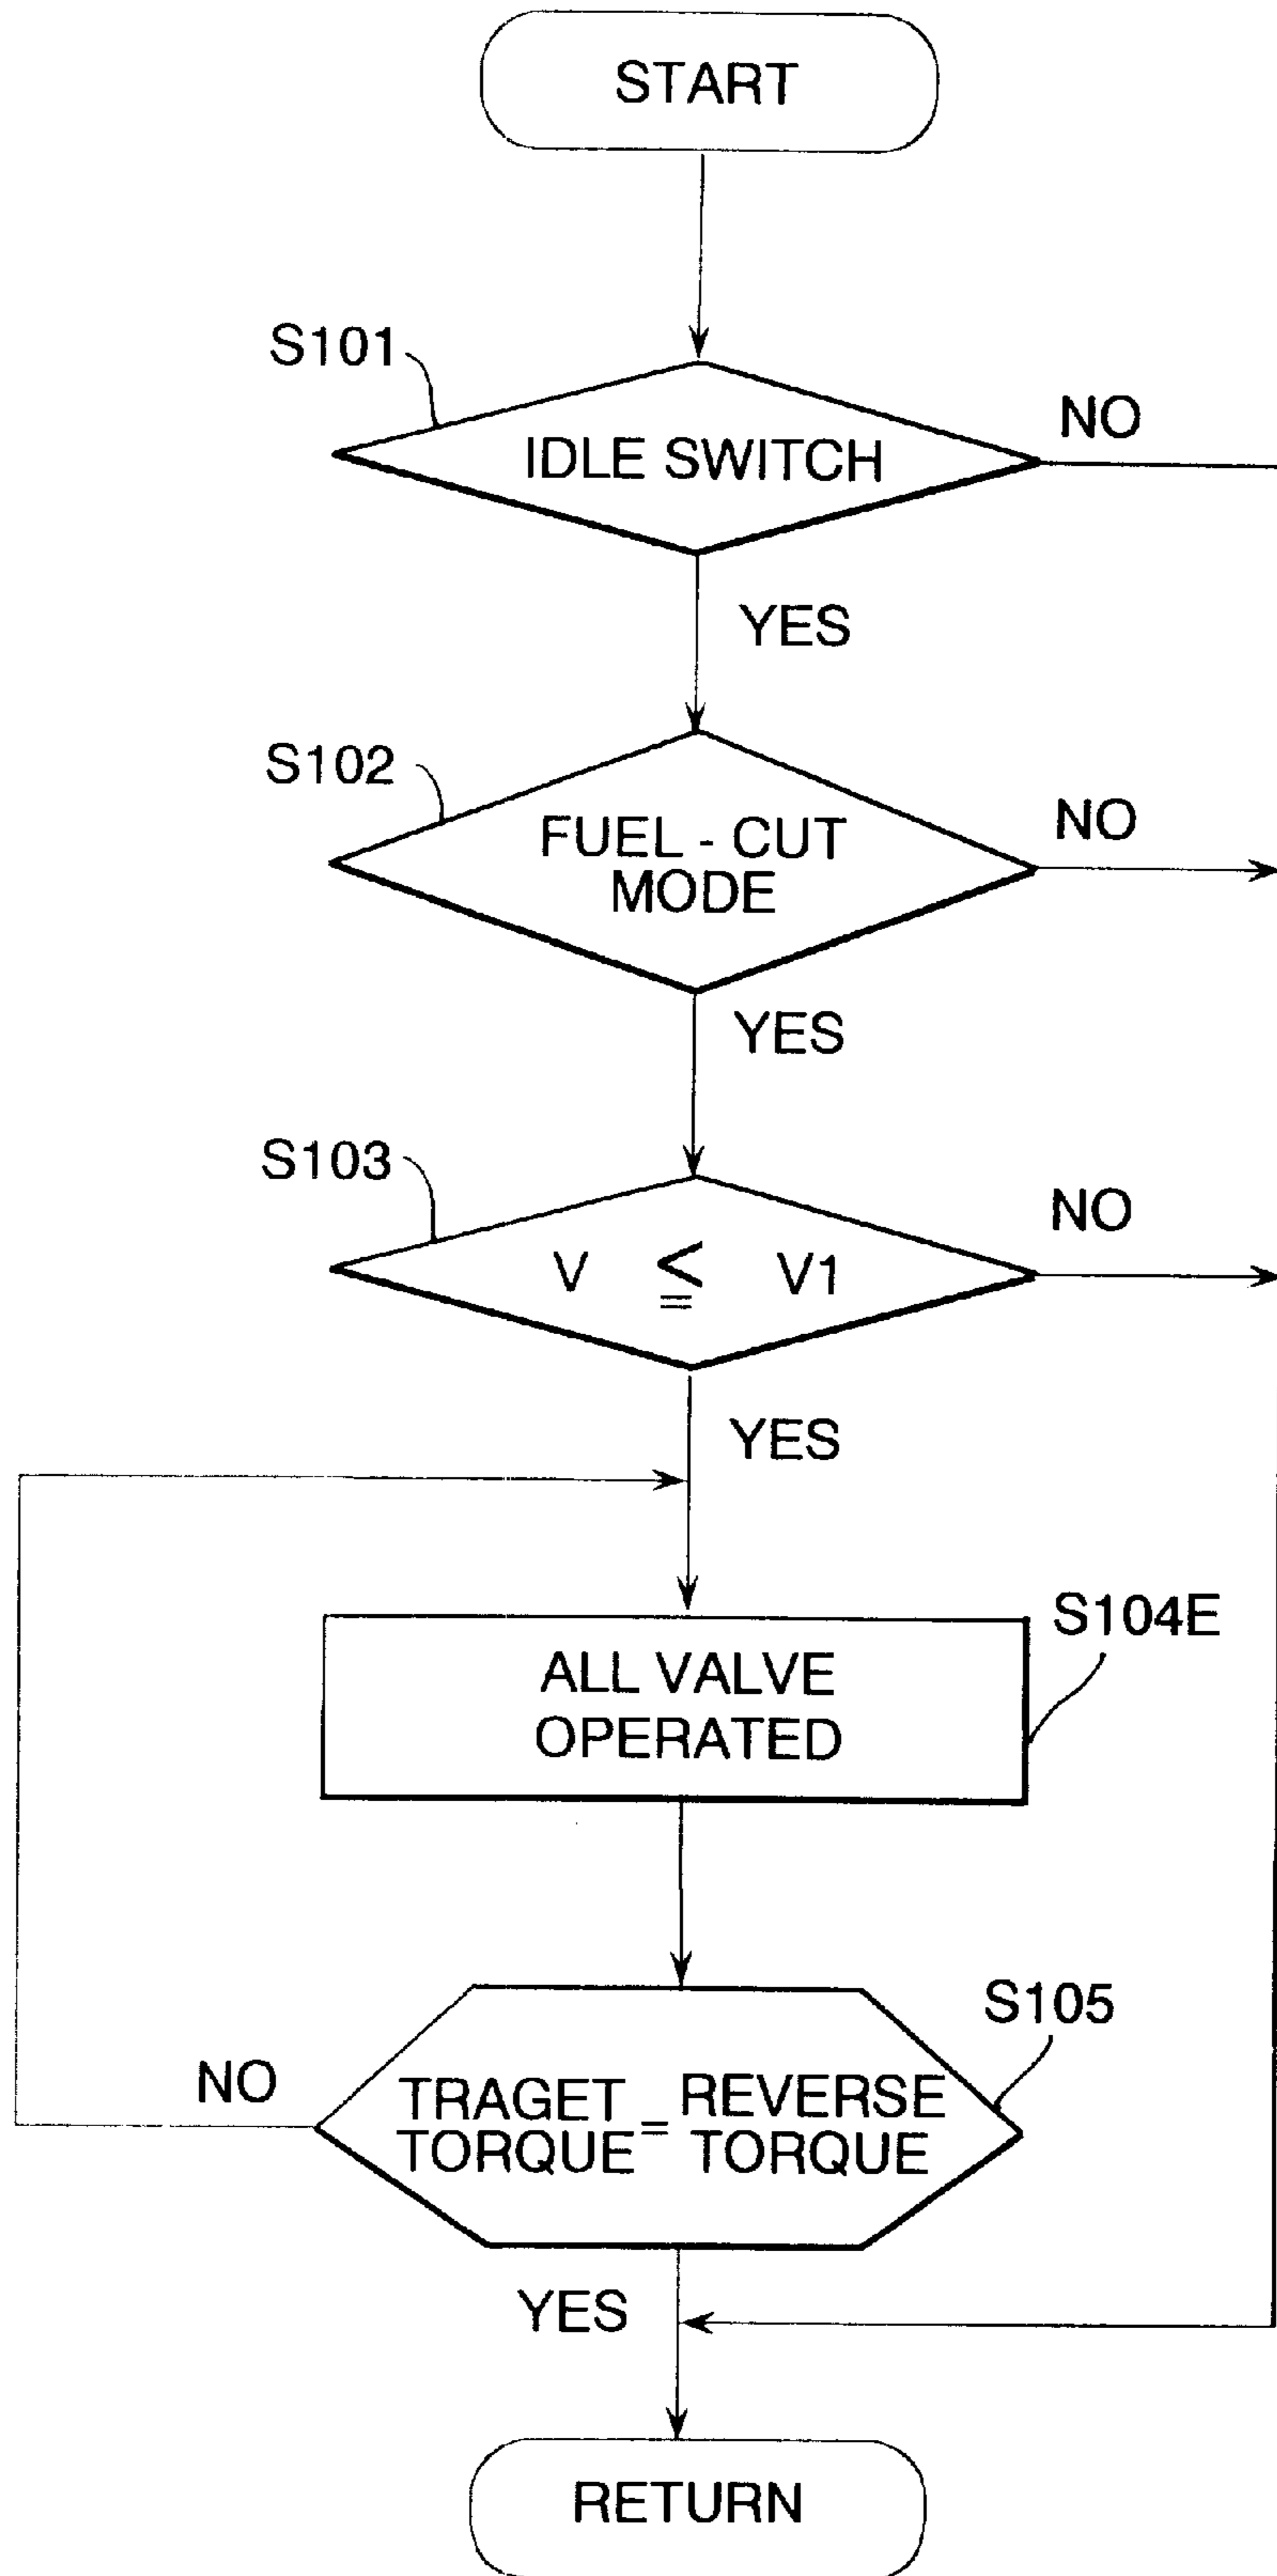 START
S101
IDLE SWITCH
NO
YES
S102
FUEL - CUT
MODE
NO
YES
S103
V ≦ V1
NO
YES
S104E
ALL VALVE
OPERATED
S105
NO
TRAGET
TORQUE
=
REVERSE
TORQUE
YES
RETURN